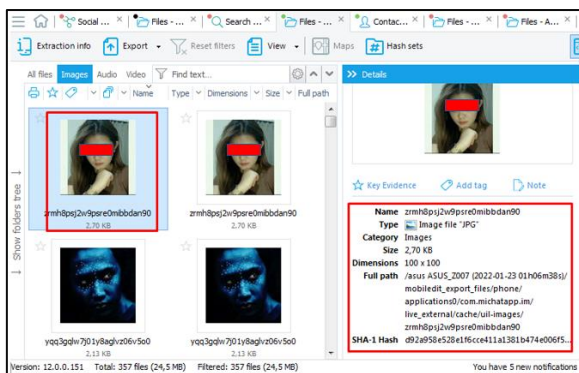 Social ...
Files - ...
Search ...
Files - ...
Contac...
Files - ...
Files - A...
Extraction info
Export
Reset filters
View
Maps
Hash sets
All files
Images
Audio
Video
Find text...
Details
Name
Type
Dimensions
Size
Full path
Show folders tree
zrmh8psj2w9psre0mibbdan90
2,70 KB
zrmh8psj2w9psre0mibbdan90
2,70 KB
yqq3gqlw7j01y8aglvz06v5o0
2,13 KB
yqq3gqlw7j01y8aglvz06v5o0
2,13 KB
Key Evidence
Add tag
Note
Name zrmh8psj2w9psre0mibbdan90
Type Image file "JPG"
Category Images
Size 2,70 KB
Dimensions 100 x 100
Full path /asus ASUS_Z007 (2022-01-23 01h06m38s)/
mobiledit_export_files/phone/
applications0/com.michatapp.im/
live_external/cache/uil-images/
zrmh8psj2w9psre0mibbdan90
SHA-1 Hash d92a958e528e1f6cce411a1381b474e006f5...
Version: 12.0.0.151 Total: 357 files (24,5 MB) Filtered: 357 files (24,5 MB)
You have 5 new notifications